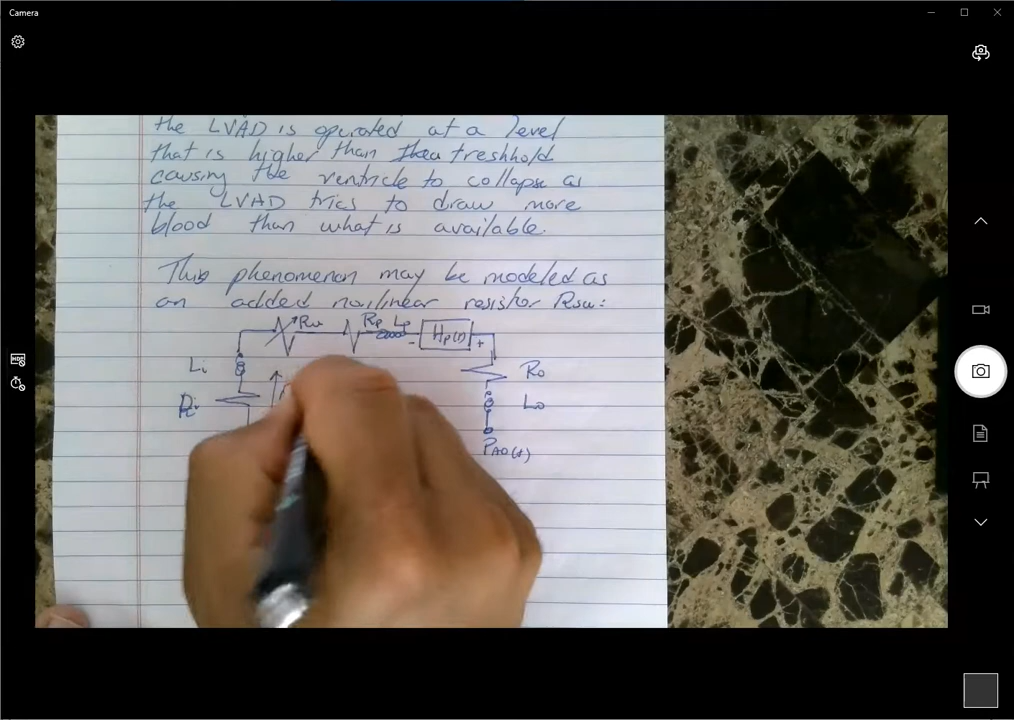 Camera
the LVAD is operated at a level
that is higher than a treshhold
causing the ventricle to collapse as
the LVAD tries to draw more
blood than what is available.
This phenomenon may be modeled as
an added nonlinear resistor Rsu:
Rp Lp
Hp(t)
- +
Li
Ro
Ri
Lo
PAO(t)